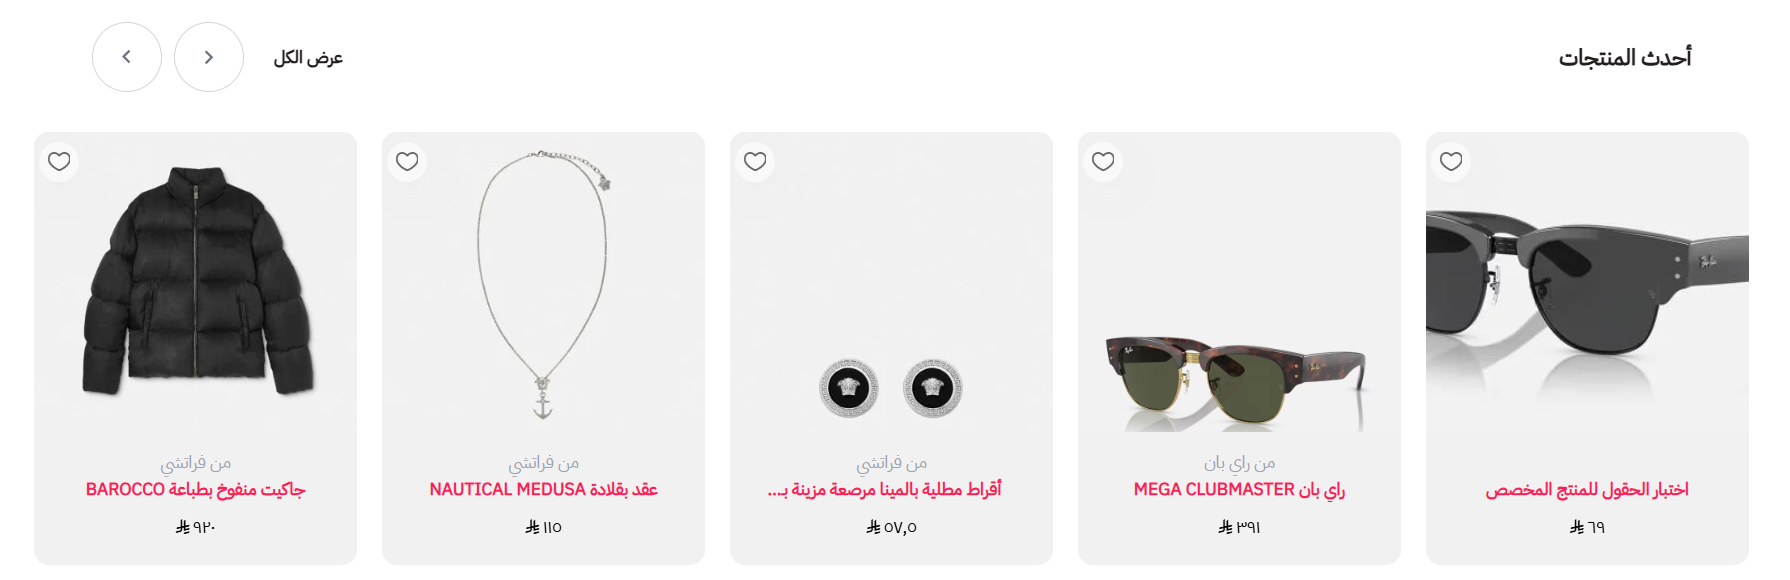 أحدث المنتجات
عرض الكل
اختبار الحقول للمنتج المخصص
٦٩
من راي بان
راي بان MEGA CLUBMASTER
٣٩١
من فراتشي
أقراط مطلية بالمينا مرصعة مزينة بـ...
٥٧,٥
من فراتشي
عقد بقلادة NAUTICAL MEDUSA
١١٥
من فراتشي
جاكيت منفوخ بطباعة BAROCCO
٩٢٠